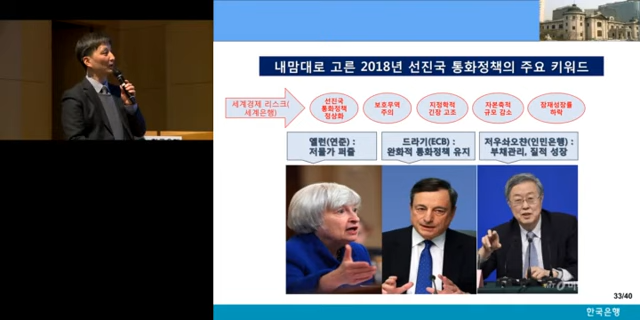 내맘대로 고른 2018년 선진국 통화정책의 주요 키워드
세계경제 리스크(
세계은행)
선진국
통화정책
정상화
보호무역
주의
지정학적
긴장 고조
자본축적
규모 감소
잠재성장률
하락
옐런(연준) :
저물가 퍼즐
드라기(ECB) :
완화적 통화정책 유지
저우샤오촨(인민은행) :
부채관리, 질적 성장
33/40
한국은행